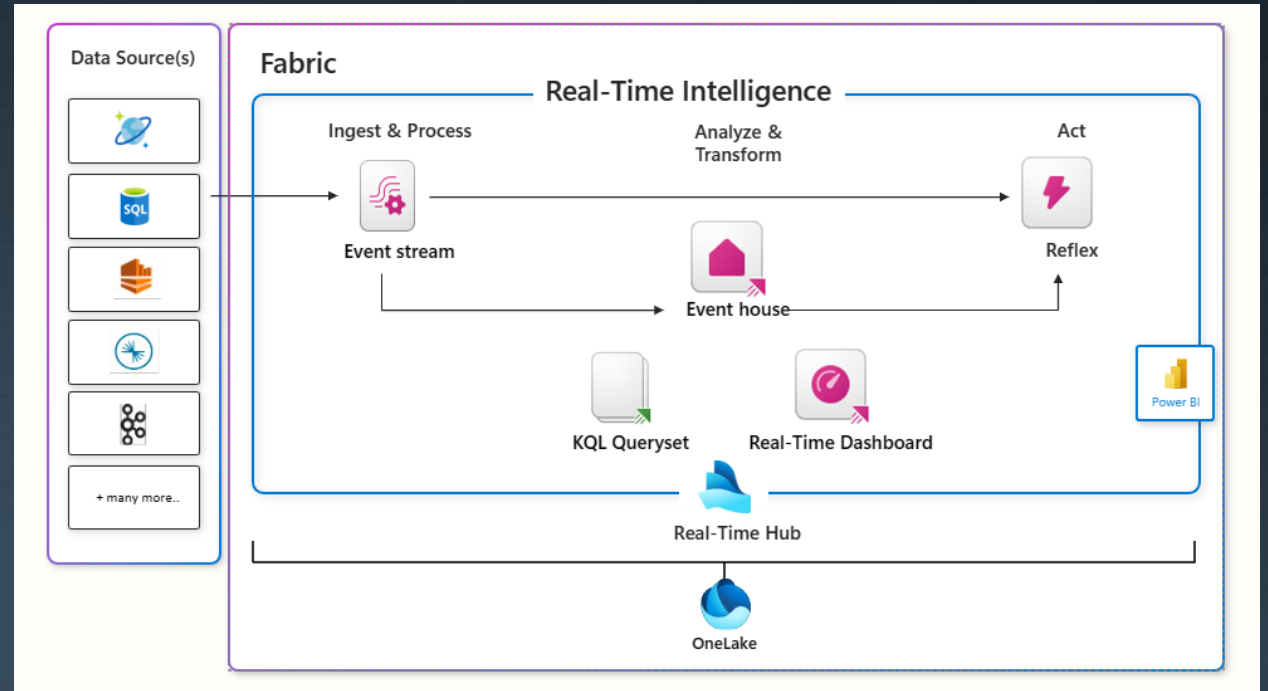 Data Source(s)
SQL
+ many more..
Fabric
Real-Time Intelligence
Ingest & Process
Analyze &
Transform
Act
Event stream
Reflex
Event house
Power BI
KQL Queryset
Real-Time Dashboard
Real-Time Hub
OneLake